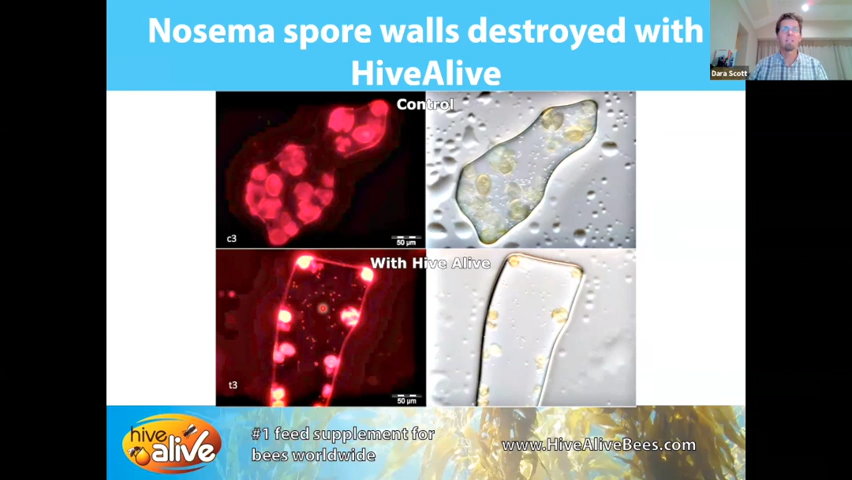 Nosema spore walls destroyed with
HiveAlive
Dara Scott
Control
c3
50 µm
With Hive Alive
t3
50 µm
hive
alive
#1 feed supplement for
bees worldwide
www.HiveAliveBees.com